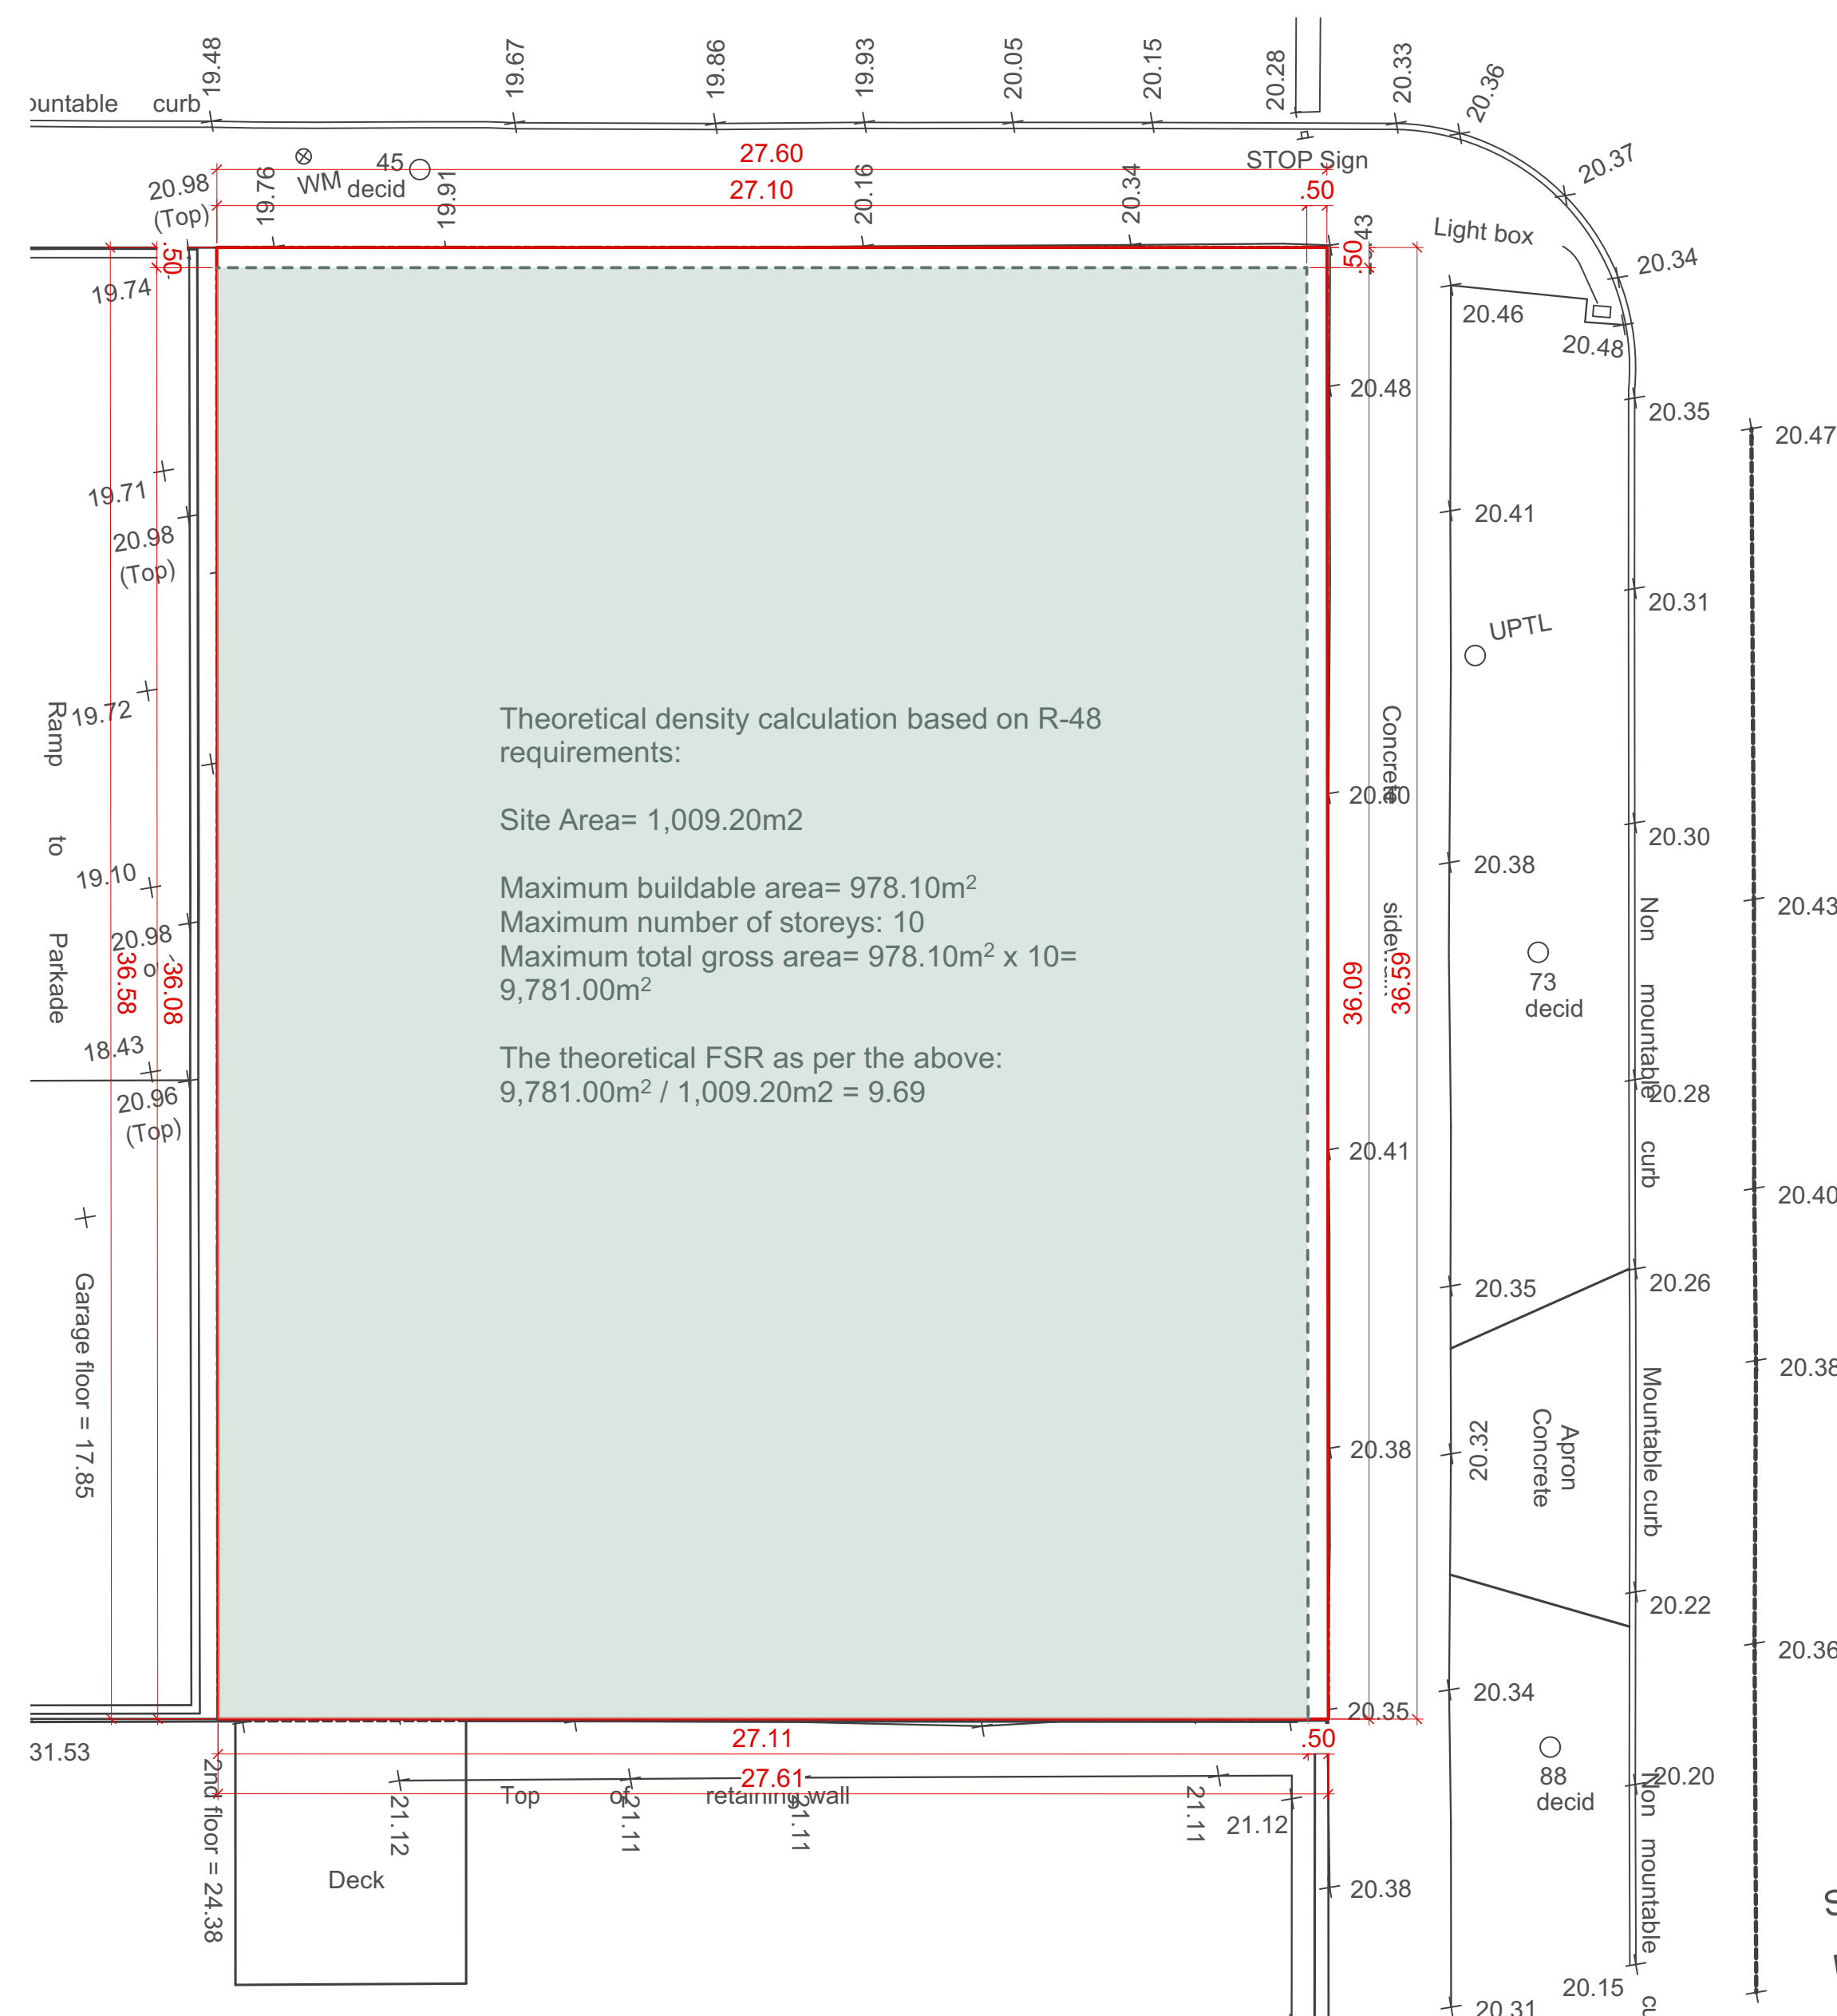 19.48
19.67
19.86
19.93
20.05
20.15
20.28
20.33
20.36
curb
20.37
STOP Sign
27.60
45
decid
WM
20.98
(Top)
19.76
19.91
27.10
20.16
20.34
.50
43
Light box
20.34
.50
.50
19.74
20.46
20.48
20.48
20.35
20.47
19.71
20.98
(Top)
20.41
20.31
UPTL
Ramp to Parkade
19.72
Theoretical density calculation based on R-48
requirements:
Site Area= 1,009.20m2
Maximum buildable area= 978.10m²
Maximum number of storeys: 10
Maximum total gross area= 978.10m² x 10=
9,781.00m²
The theoretical FSR as per the above:
9,781.00m² / 1,009.20m2 = 9.69
Concrete
20.40
20.38
20.30
19.10
20.98
36.58
36.08
36.09
36.59
73
decid
Non mountable curb
20.43
18.43
20.96
(Top)
20.28
20.41
20.40
Garage floor = 17.85
20.35
20.26
20.38
20.38
20.32
Apron
Concrete
Mountable curb
20.22
20.36
20.34
20.35
31.53
27.11
.50
27.61
2nd floor = 24.38
Top of retaining wall
21.12
21.11
21.11
21.11
21.12
88
decid
20.20
Non mountable
Deck
20.38
20.15
20.31